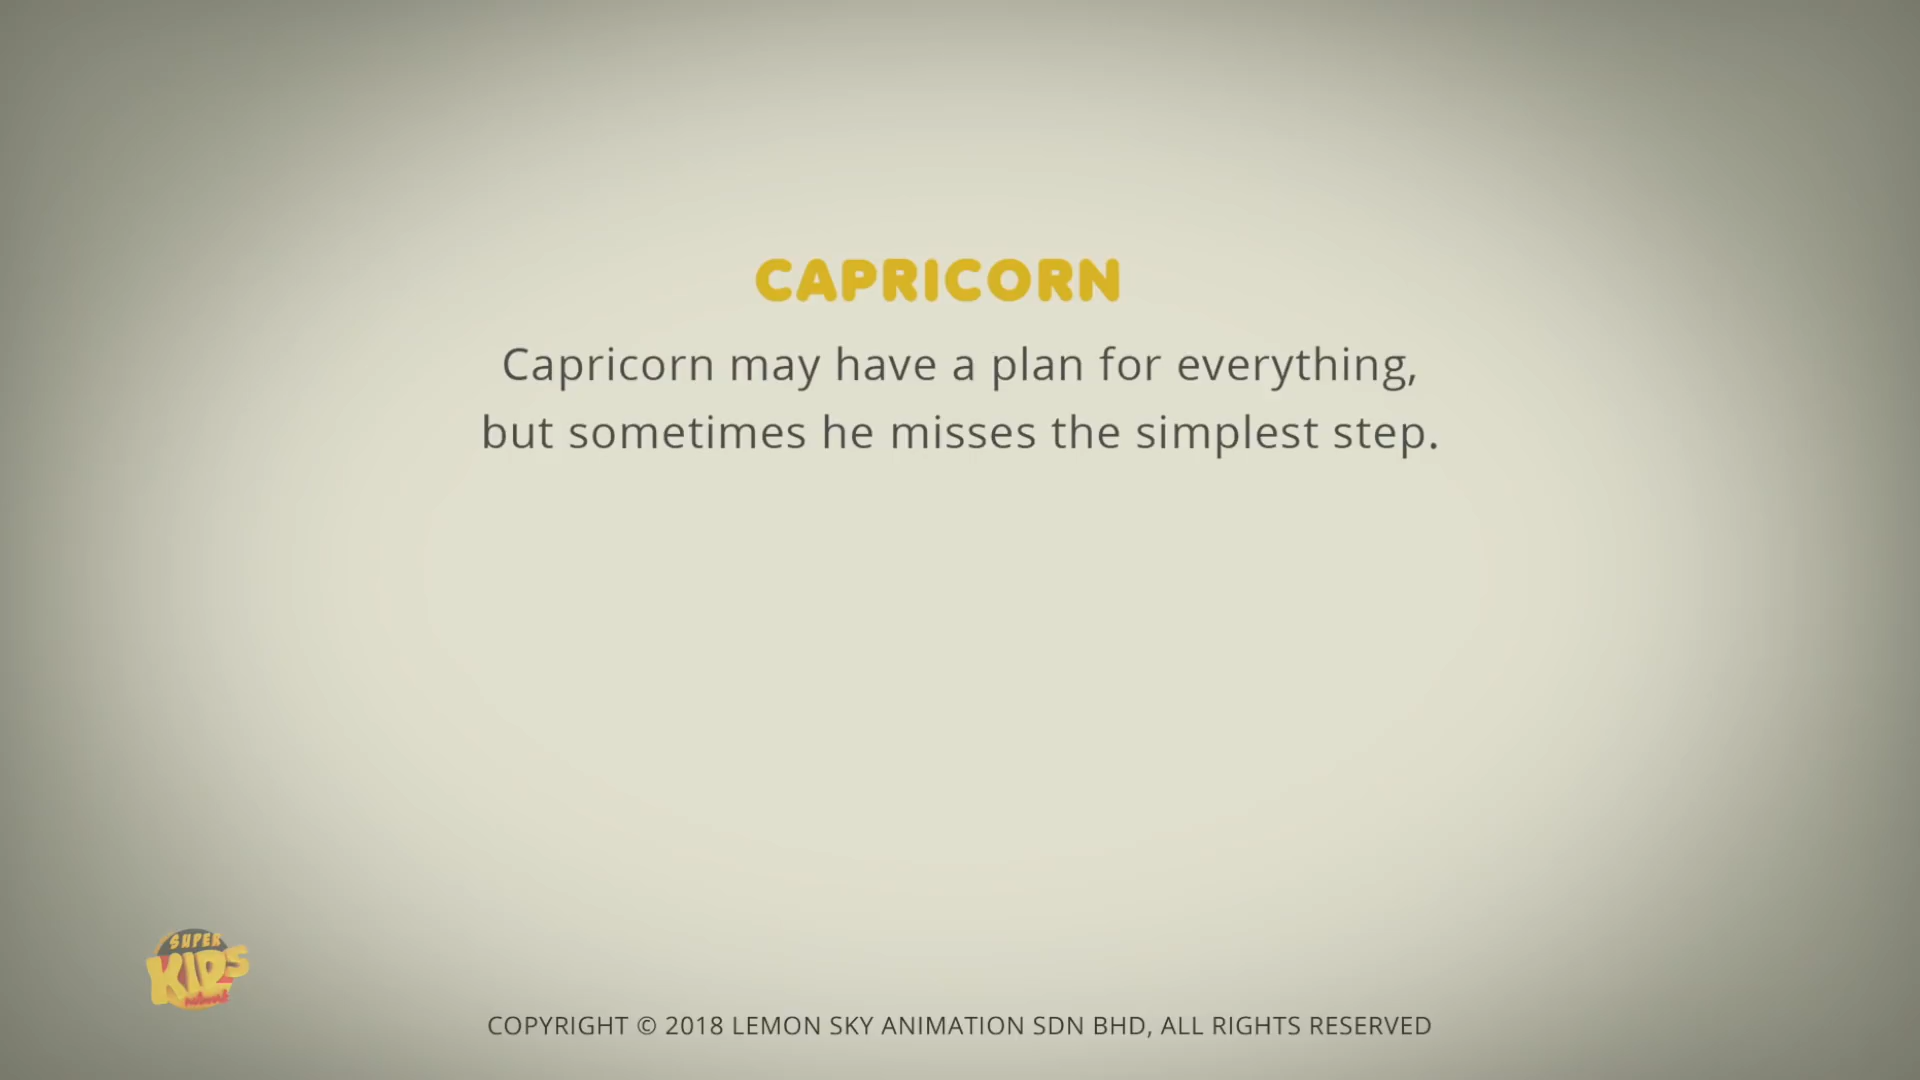 CAPRICORN
Capricorn may have a plan for everything,
but sometimes he misses the simplest step.
SUPER
KIDS
network
COPYRIGHT © 2018 LEMON SKY ANIMATION SDN BHD, ALL RIGHTS RESERVED